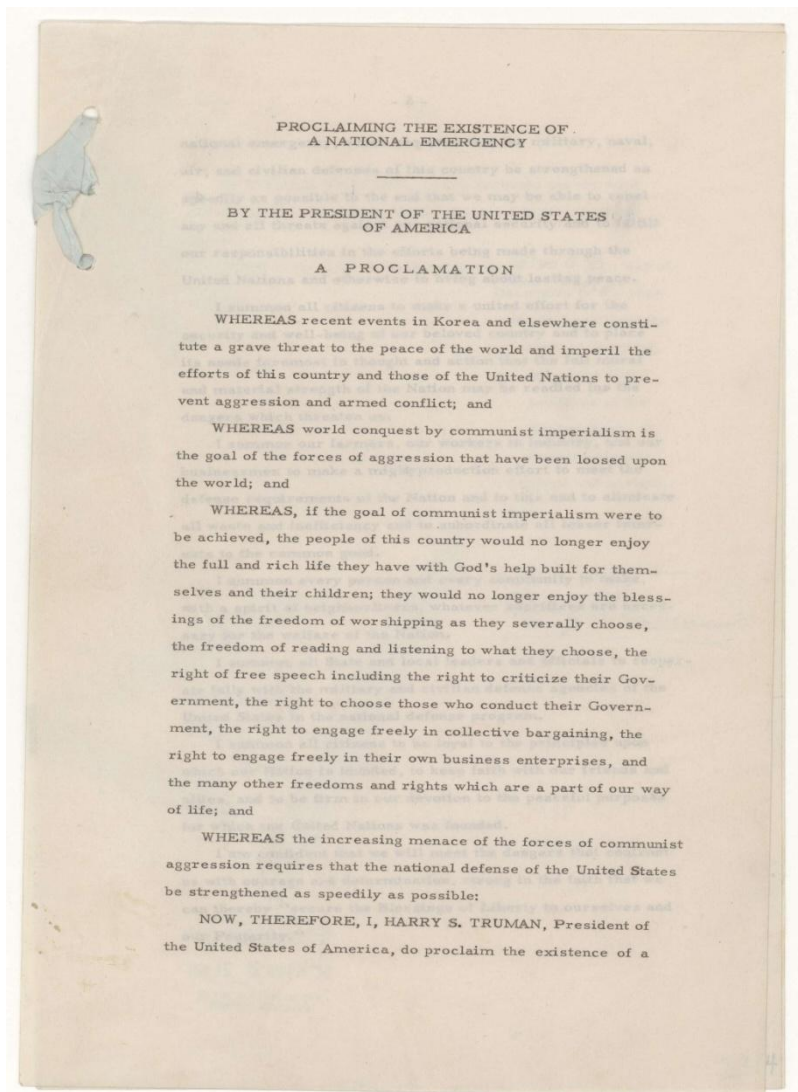 PROCLAIMING THE EXISTENCE OF
A NATIONAL EMERGENCY
BY THE PRESIDENT OF THE UNITED STATES
OF AMERICA
A PROCLAMATION
WHEREAS recent events in Korea and elsewhere consti-
tute a grave threat to the peace of the world and imperil the
efforts of this country and those of the United Nations to pre-
vent aggression and armed conflict; and
WHEREAS world conquest by communist imperialism is
the goal of the forces of aggression that have been loosed upon
the world; and
WHEREAS, if the goal of communist imperialism were to
be achieved, the people of this country would no longer enjoy
the full and rich life they have with God's help built for them-
selves and their children; they would no longer enjoy the bless-
ings of the freedom of worshipping as they severally choose,
the freedom of reading and listening to what they choose, the
right of free speech including the right to criticize their Gov-
ernment, the right to choose those who conduct their Govern-
ment, the right to engage freely in collective bargaining, the
right to engage freely in their own business enterprises, and
the many other freedoms and rights which are a part of our way
of life; and
WHEREAS the increasing menace of the forces of communist
aggression requires that the national defense of the United States
be strengthened as speedily as possible:
NOW, THEREFORE, I, HARRY S. TRUMAN, President of
the United States of America, do proclaim the existence of a